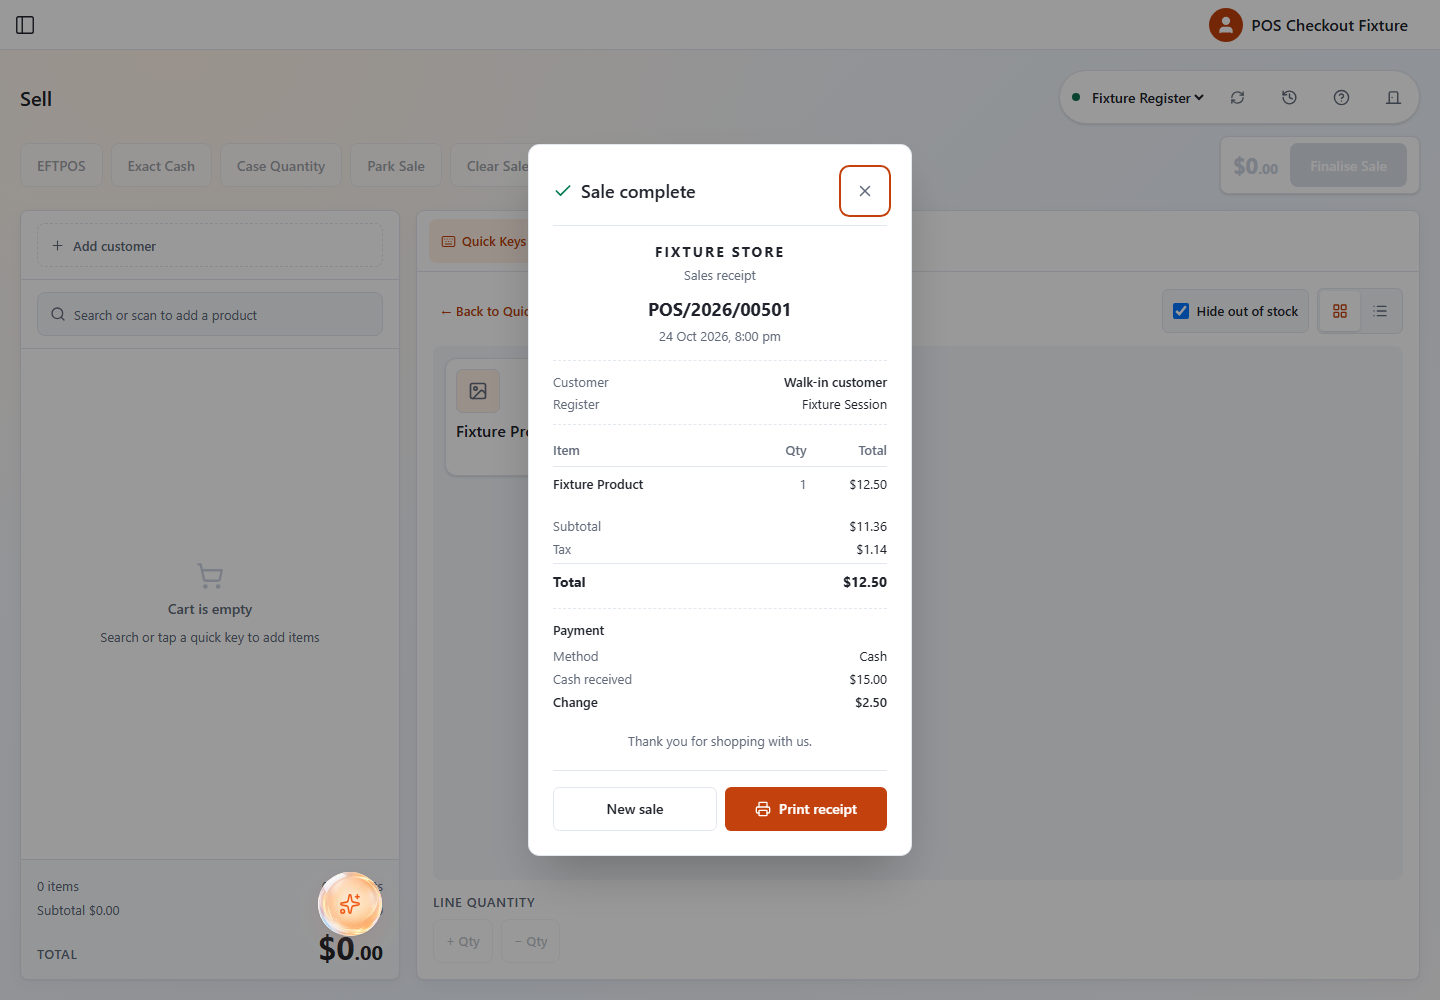 POS Checkout Fixture
Sell
Fixture Register
EFTPOS
Exact Cash
Case Quantity
Park Sale
Clear Sale
$0.00
Finalise Sale
Add customer
Search or scan to add a product
Cart is empty
Search or tap a quick key to add items
0 items
Subtotal $0.00
TOTAL
$0.00
Quick Keys
← Back to
Hide out of stock
Fixture
LINE QUANTITY
+ Qty
− Qty
Sale complete
FIXTURE STORE
Sales receipt
POS/2026/00501
24 Oct 2026, 8:00 pm
Customer Walk-in customer
Register Fixture Session
Item Qty Total
Fixture Product 1 $12.50
Subtotal $11.36
Tax $1.14
Total $12.50
Payment
Method Cash
Cash received $15.00
Change $2.50
Thank you for shopping with us.
New sale
Print receipt